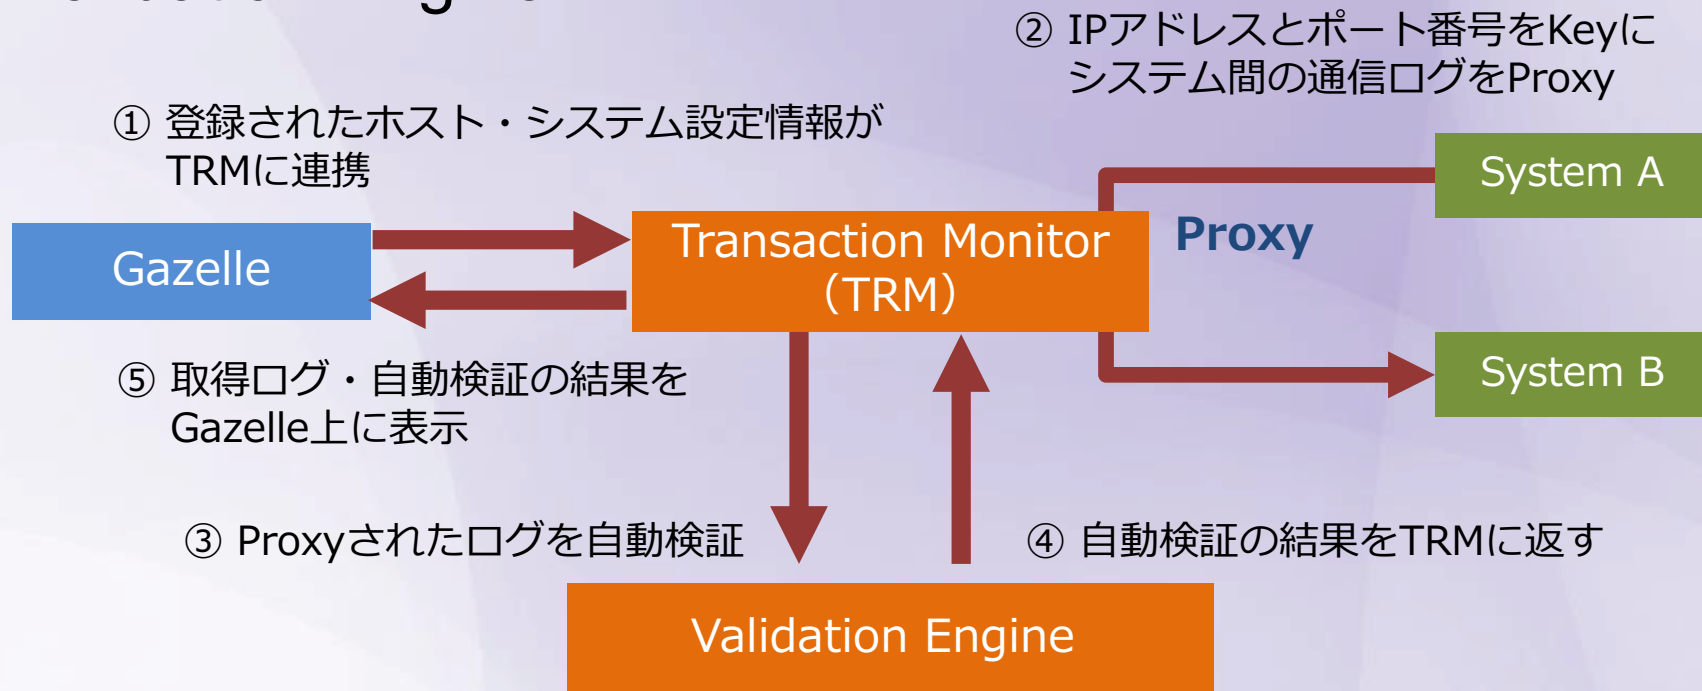 ② IPアドレスとポート番号をKeyに
システム間の通信ログをProxy
① 登録されたホスト・システム設定情報が
TRMに連携
System A
Gazelle
Transaction Monitor
（TRM）
Proxy
⑤ 取得ログ・自動検証の結果を
Gazelle上に表示
System B
③ Proxyされたログを自動検証
④ 自動検証の結果をTRMに返す
Validation Engine